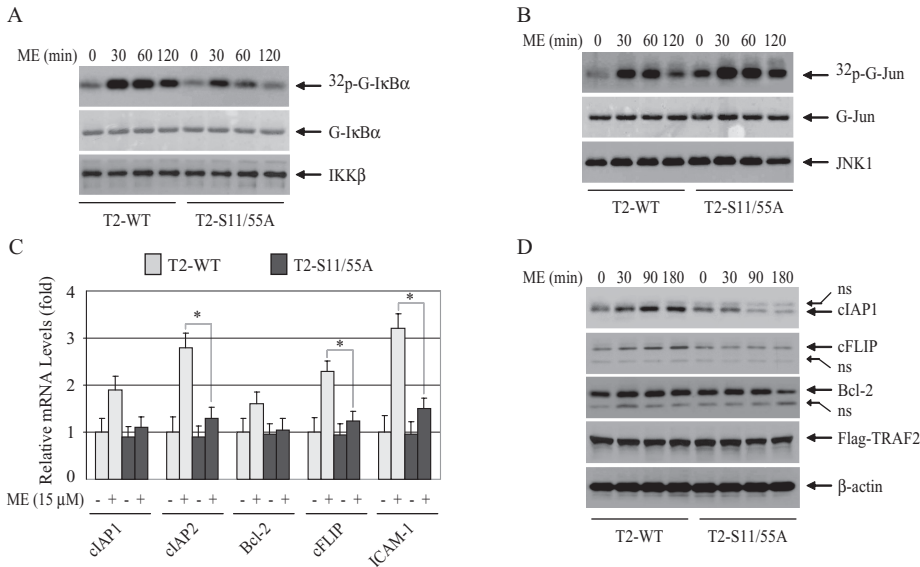 A
ME (min) 0 30 60 120 0 30 60 120
32p-G-IκBα
G-IκBα
IKKβ
T2-WT T2-S11/55A
B
ME (min) 0 30 60 120 0 30 60 120
32p-G-Jun
G-Jun
JNK1
T2-WT T2-S11/55A
C
T2-WT T2-S11/55A
Relative mRNA Levels (fold)
4
3
2
1
0
* * *
ME (15 µM) - + - + - + - + - + - + - + - + - + - +
cIAP1 cIAP2 Bcl-2 cFLIP ICAM-1
D
ME (min) 0 30 90 180 0 30 90 180
ns
cIAP1
cFLIP
ns
Bcl-2
ns
Flag-TRAF2
β-actin
T2-WT T2-S11/55A